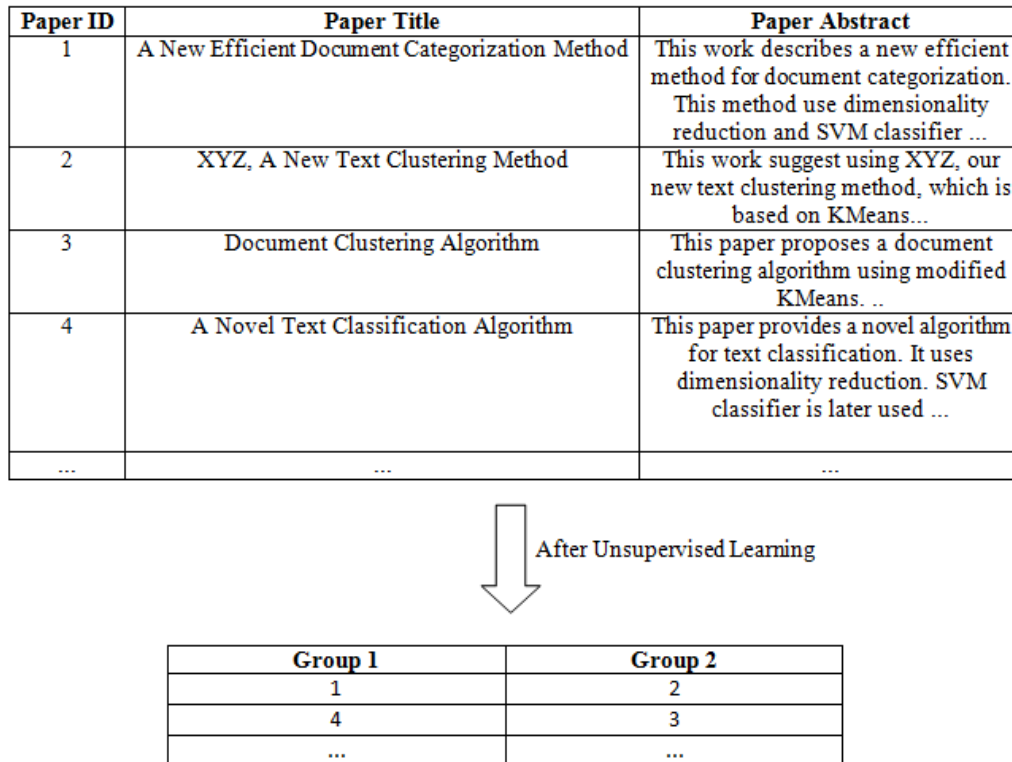 Paper ID Paper Title Paper Abstract
1 A New Efficient Document Categorization Method This work describes a new efficient
method for document categorization.
This method use dimensionality
reduction and SVM classifier ...
2 XYZ, A New Text Clustering Method This work suggest using XYZ, our
new text clustering method, which is
based on KMeans...
3 Document Clustering Algorithm This paper proposes a document
clustering algorithm using modified
KMeans. ..
4 A Novel Text Classification Algorithm This paper provides a novel algorithm
for text classification. It uses
dimensionality reduction. SVM
classifier is later used ...
... ... ...
After Unsupervised Learning
Group 1 Group 2
1 2
4 3
... ...